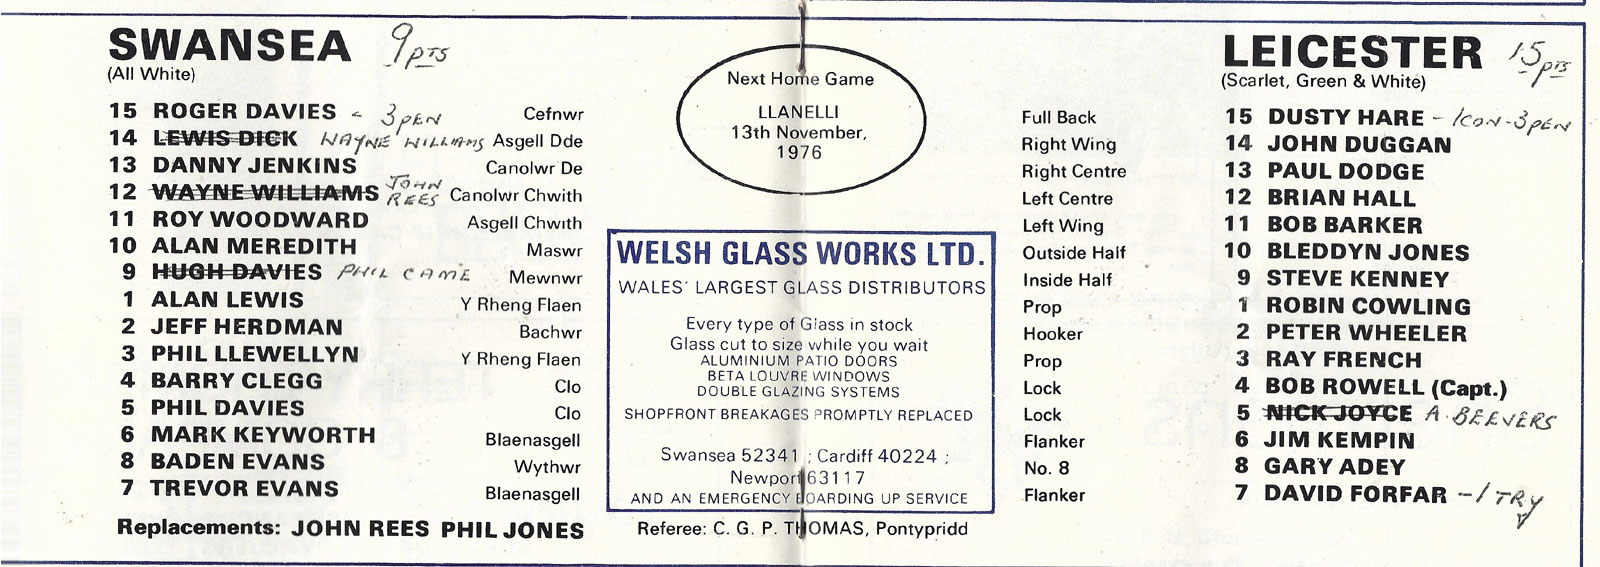 SWANSEA 9 PTS
(All White)
15 ROGER DAVIES - 3 PEN Cefnwr
14 LEWIS DICK WAYNE WILLIAMS Asgell Dde
13 DANNY JENKINS Canolwr De
12 WAYNE WILLIAMS JOHN REES Canolwr Chwith
11 ROY WOODWARD Asgell Chwith
10 ALAN MEREDITH Maswr
9 HUGH DAVIES PHIL CAME Mewnwr
1 ALAN LEWIS Y Rheng Flaen
2 JEFF HERDMAN Bachwr
3 PHIL LLEWELLYN Y Rheng Flaen
4 BARRY CLEGG Clo
5 PHIL DAVIES Clo
6 MARK KEYWORTH Blaenasgell
8 BADEN EVANS Wythwr
7 TREVOR EVANS Blaenasgell
Replacements: JOHN REES PHIL JONES
Next Home Game
LLANELLI
13th November,
1976
WELSH GLASS WORKS LTD.
WALES' LARGEST GLASS DISTRIBUTORS
Every type of Glass in stock
Glass cut to size while you wait
ALUMINIUM PATIO DOORS
BETA LOUVRE WINDOWS
DOUBLE GLAZING SYSTEMS
SHOPFRONT BREAKAGES PROMPTLY REPLACED
Swansea 52341 ; Cardiff 40224 ;
Newport 63117
AND AN EMERGENCY BOARDING UP SERVICE
Referee: C. G. P. THOMAS, Pontypridd
LEICESTER 15 PTS
(Scarlet, Green & White)
Full Back 15 DUSTY HARE - 1 CON - 3 PEN
Right Wing 14 JOHN DUGGAN
Right Centre 13 PAUL DODGE
Left Centre 12 BRIAN HALL
Left Wing 11 BOB BARKER
Outside Half 10 BLEDDYN JONES
Inside Half 9 STEVE KENNEY
Prop 1 ROBIN COWLING
Hooker 2 PETER WHEELER
Prop 3 RAY FRENCH
Lock 4 BOB ROWELL (Capt.)
Lock 5 NICK JOYCE A. BEEVERS
Flanker 6 JIM KEMPIN
No. 8 8 GARY ADEY
Flanker 7 DAVID FORFAR - 1 TRY